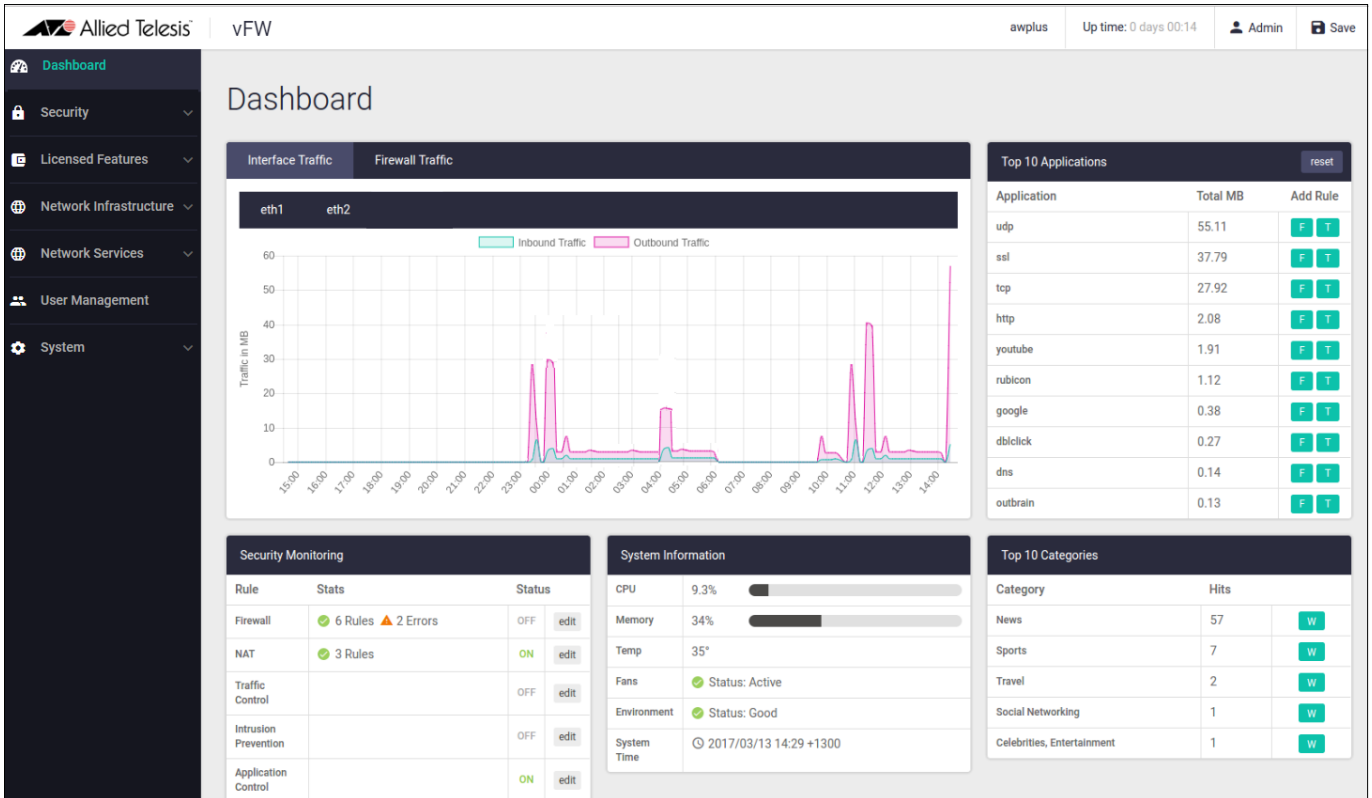 Allied Telesis vFW awplus Up time: 0 days 00:14 Admin Save
Dashboard
Security
Licensed Features
Network Infrastructure
Network Services
User Management
System
Dashboard
Interface Traffic Firewall Traffic
eth1 eth2
Inbound Traffic Outbound Traffic
Traffic in MB
60
50
40
30
20
10
0
15:00 16:00 17:00 18:00 19:00 20:00 21:00 22:00 23:00 00:00 01:00 02:00 03:00 04:00 05:00 06:00 07:00 08:00 09:00 10:00 11:00 12:00 13:00 14:00
Top 10 Applications reset
Application Total MB Add Rule
udp 55.11 F T
ssl 37.79 F T
tcp 27.92 F T
http 2.08 F T
youtube 1.91 F T
rubicon 1.12 F T
google 0.38 F T
dblclick 0.27 F T
dns 0.14 F T
outbrain 0.13 F T
Security Monitoring
Rule Stats Status
Firewall 6 Rules 2 Errors OFF edit
NAT 3 Rules ON edit
Traffic
Control OFF edit
Intrusion
Prevention OFF edit
Application
Control ON edit
System Information
CPU 9.3%
Memory 34%
Temp 35°
Fans Status: Active
Environment Status: Good
System
Time 2017/03/13 14:29 +1300
Top 10 Categories
Category Hits
News 57 W
Sports 7 W
Travel 2 W
Social Networking 1 W
Celebrities, Entertainment 1 W